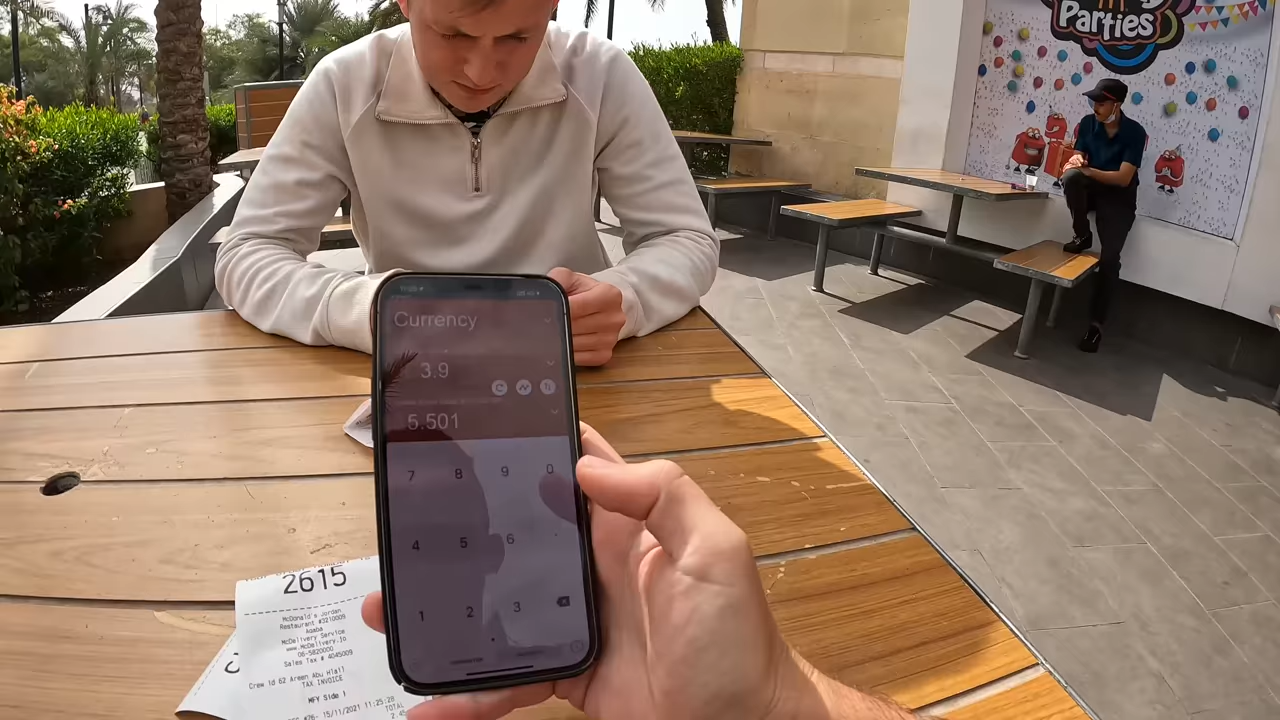 Parties
Currency
3.9
5.501
7 8 9 0
4 5 6 .
1 2 3
2615
McDonald's Jordan
Restaurant #3210009
Aqaba
McDelivery Service
www.McDelivery.jo
06-5820000
Sales Tax # 4045009
Crew Id 62 Areen Abu Hlail
TAX INVOICE
MFY Side 1
15/11/2021 11:25:28
TOTAL